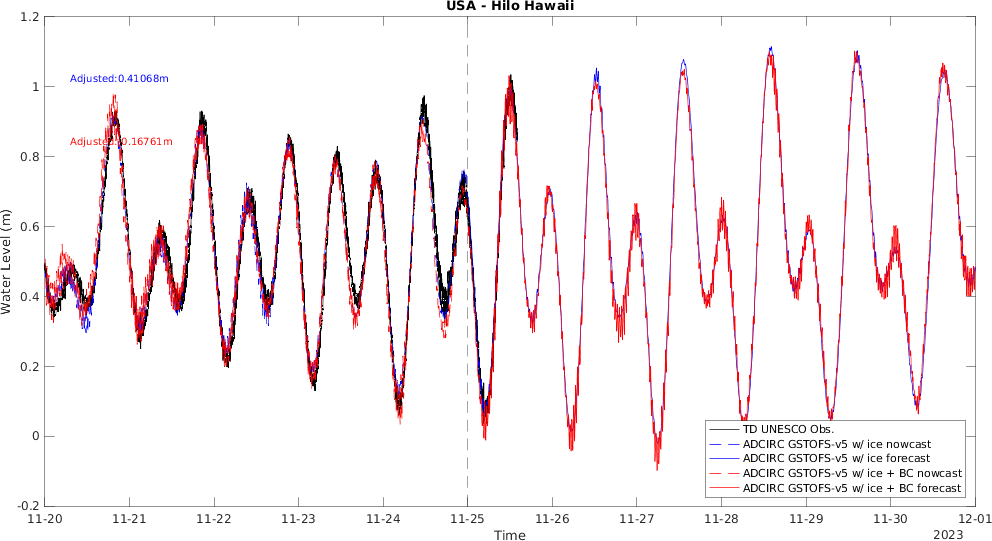 USA - Hilo Hawaii
1.2
1
0.8
0.6
0.4
0.2
0
-0.2
Water Level (m)
Adjusted:0.41068m
Adjusted:0.16761m
TD UNESCO Obs.
ADCIRC GSTOFS-v5 w/ ice nowcast
ADCIRC GSTOFS-v5 w/ ice forecast
ADCIRC GSTOFS-v5 w/ ice + BC nowcast
ADCIRC GSTOFS-v5 w/ ice + BC forecast
11-20 11-21 11-22 11-23 11-24 11-25 11-26 11-27 11-28 11-29 11-30 12-01
Time
2023